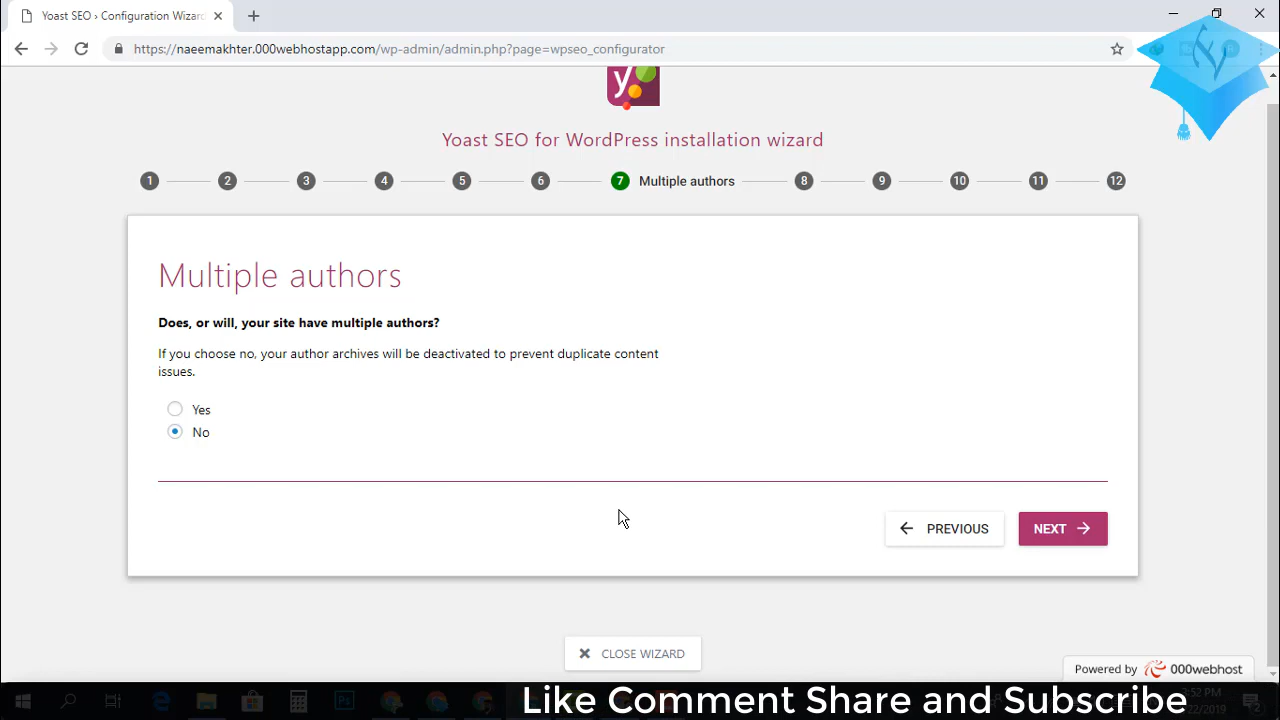 Yoast SEO › Configuration Wizard
https://naeemakhter.000webhostapp.com/wp-admin/admin.php?page=wpseo_configurator
y
Yoast SEO for WordPress installation wizard
1 2 3 4 5 6 7 Multiple authors 8 9 10 11 12
Multiple authors
Does, or will, your site have multiple authors?
If you choose no, your author archives will be deactivated to prevent duplicate content
issues.
Yes
No
PREVIOUS NEXT
CLOSE WIZARD
Powered by 000webhost
Like Comment Share and Subscribe